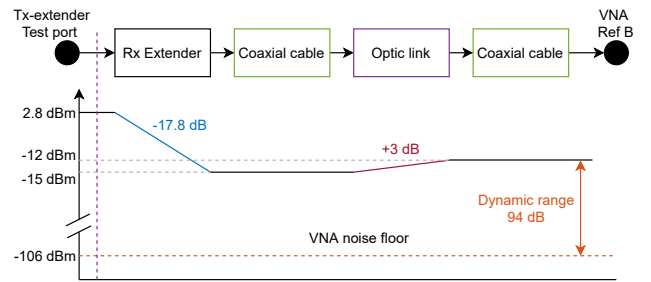 Tx-extender
Test port
VNA
Ref B
Rx Extender
Coaxial cable
Optic link
Coaxial cable
2.8 dBm
-17.8 dB
+3 dB
-12 dBm
-15 dBm
Dynamic range
94 dB
VNA noise floor
-106 dBm